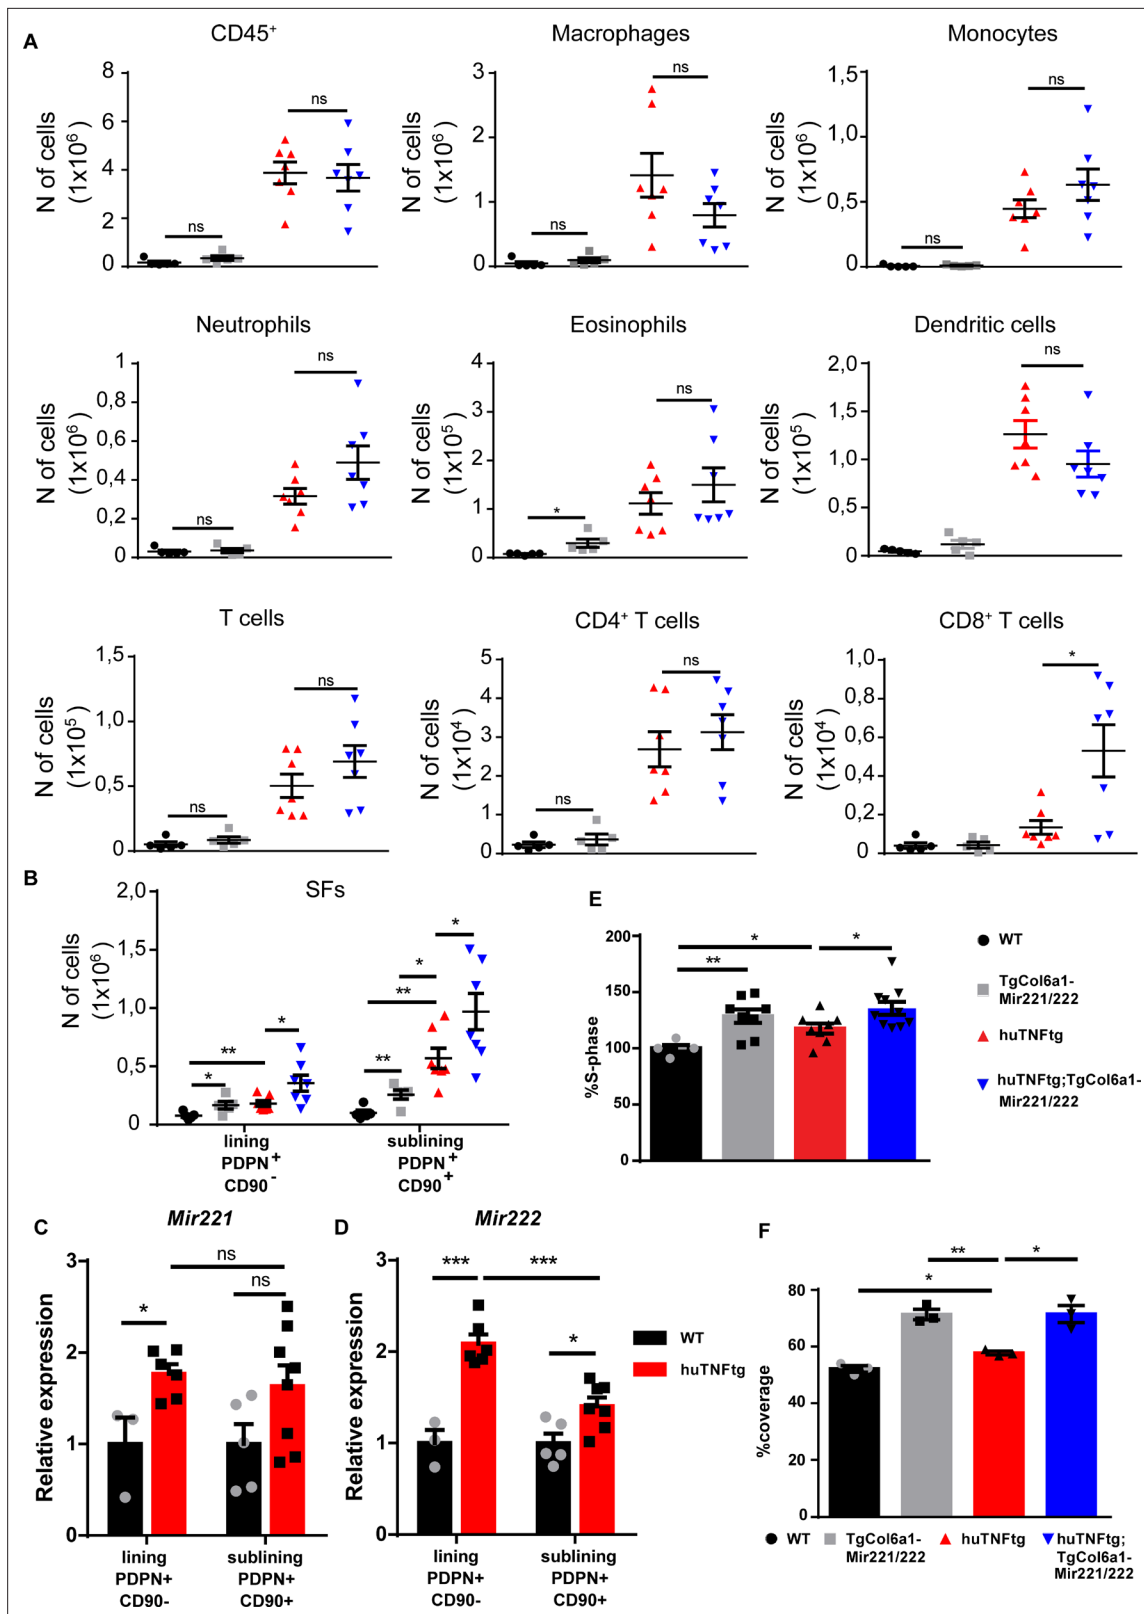 A
CD45⁺
Macrophages
Monocytes
N of cells
(1x10⁶)
8
6
4
2
0
ns
ns
N of cells
(1x10⁶)
3
2
1
0
ns
ns
N of cells
(1x10⁶)
1,5
1,0
0,5
0
ns
ns
Neutrophils
Eosinophils
Dendritic cells
N of cells
(1x10⁶)
1
0,8
0,6
0,4
0,2
0
ns
ns
N of cells
(1x10⁵)
4
3
2
1
0
*
ns
N of cells
(1x10⁵)
2,0
1,5
1,0
0,5
0
ns
T cells
CD4⁺ T cells
CD8⁺ T cells
N of cells
(1x10⁵)
1,5
1,0
0,5
0
ns
ns
N of cells
(1x10⁴)
5
4
3
2
1
0
ns
ns
N of cells
(1x10⁴)
1,0
0,8
0,6
0,4
0,2
0
*
B
SFs
N of cells
(1x10⁶)
2,0
1,5
1,0
0,5
0
*
**
*
**
**
*
*
lining
PDPN⁺
CD90⁻
sublining
PDPN⁺
CD90⁺
E
%S-phase
200
150
100
50
0
**
*
*
WT
TgCol6a1-
Mir221/222
huTNFtg
huTNFtg;TgCol6a1-
Mir221/222
C
Mir221
Relative expression
3
2
1
0
*
ns
ns
lining
PDPN+
CD90-
sublining
PDPN+
CD90+
D
Mir222
Relative expression
3
2
1
0
***
***
*
lining
PDPN+
CD90-
sublining
PDPN+
CD90+
WT
huTNFtg
F
%coverage
80
60
40
20
0
*
**
*
WT
TgCol6a1-
Mir221/222
huTNFtg
huTNFtg;
TgCol6a1-
Mir221/222